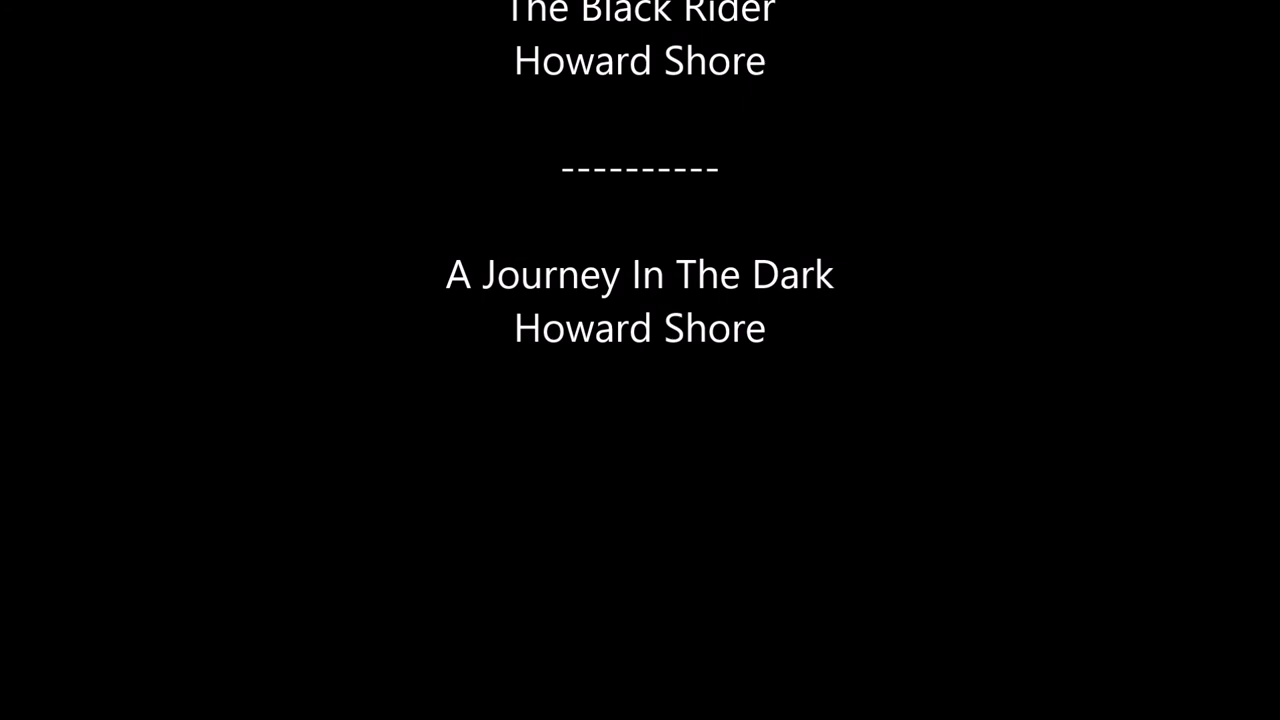 The Black Rider
Howard Shore
----------
A Journey In The Dark
Howard Shore